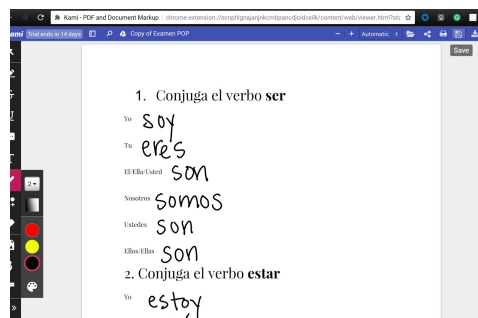 Kami - PDF and Document Markup | chrome-extension://ecnphlgnajanjnkcmbpancdjoidceilk/content/web/viewer.html?sta
ami Trial ends in 14 days Copy of Examen POP − + Automatic
Save
1. Conjuga el verbo ser
Yo soy
Tu eres
El/Ella/Usted son
Nosotros somos
Ustedes son
Ellos/Ellas son
2
2. Conjuga el verbo estar
Yo estoy